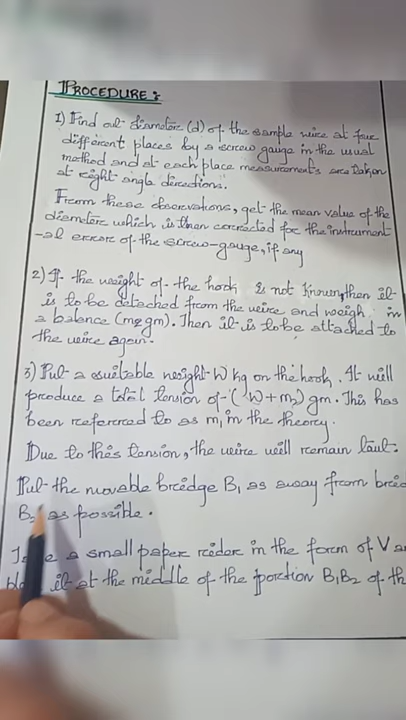 PROCEDURE :
1) Find out diameter (d) of the sample wire at four
different places by a screw gauge in the usual
method and at each place measurements are taken
at right angle directions.
From these observations, get the mean value of the
diameter which is then corrected for the instrument
-al error of the screw-gauge, if any
2) If the weight of the hook is not known, then it
is to be detached from the wire and weigh in
a balance (m gm). Then it is to be attached to
the wire again.
3) Put a suitable weight W kg on the hook. It will
produce a total tension of (W + m) gm. This has
been referred to as m, in the theory.
Due to this tension, the wire will remain taut.
Put the movable bridge B1 as away from brid
B2 as possible.
a small paper rider in the form of V a
it at the middle of the portion B1B2 of th